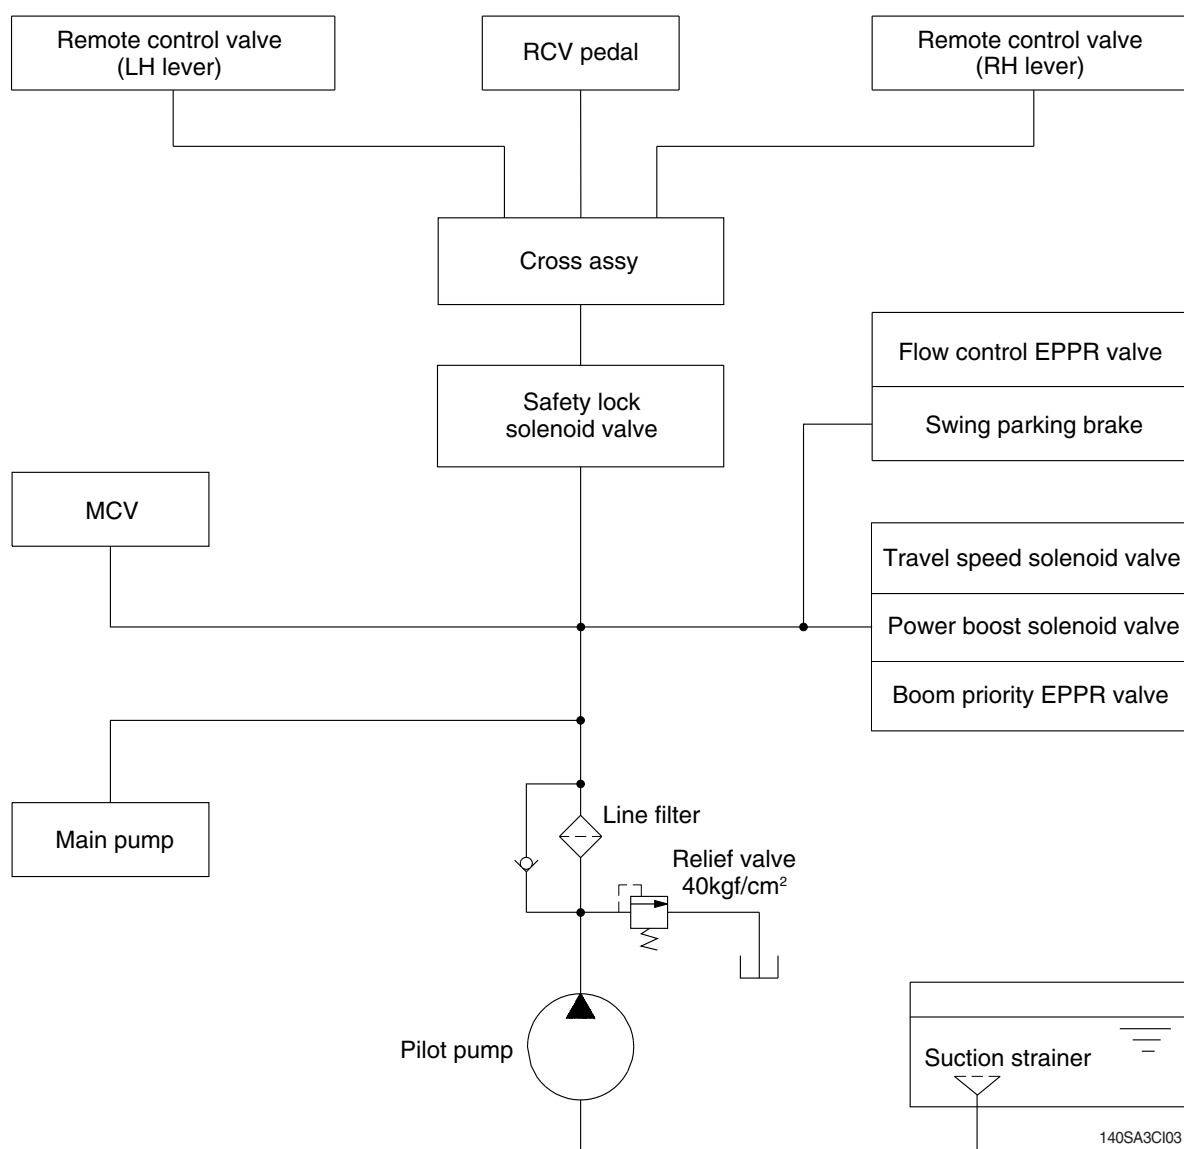 Remote control valve
(LH lever)
RCV pedal
Remote control valve
(RH lever)
Cross assy
Safety lock
solenoid valve
Flow control EPPR valve
Swing parking brake
MCV
Travel speed solenoid valve
Power boost solenoid valve
Boom priority EPPR valve
Main pump
Line filter
Relief valve
40kgf/cm²
Pilot pump
Suction strainer
140SA3CI03